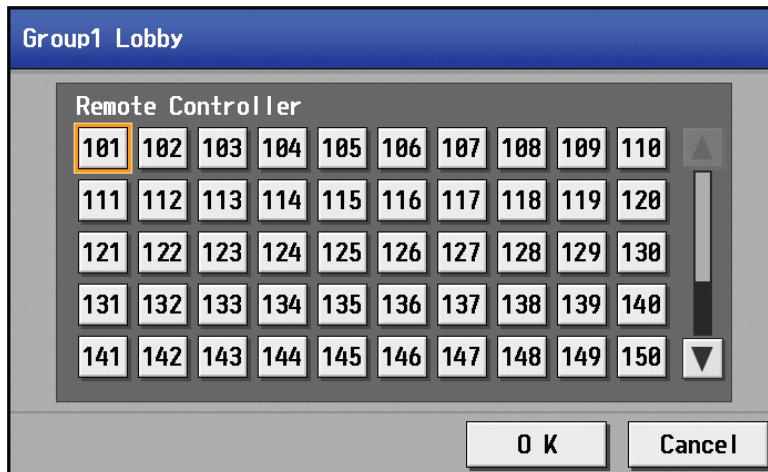 Group1 Lobby
Remote Controller
101 102 103 104 105 106 107 108 109 110
111 112 113 114 115 116 117 118 119 120
121 122 123 124 125 126 127 128 129 130
131 132 133 134 135 136 137 138 139 140
141 142 143 144 145 146 147 148 149 150
OK Cancel